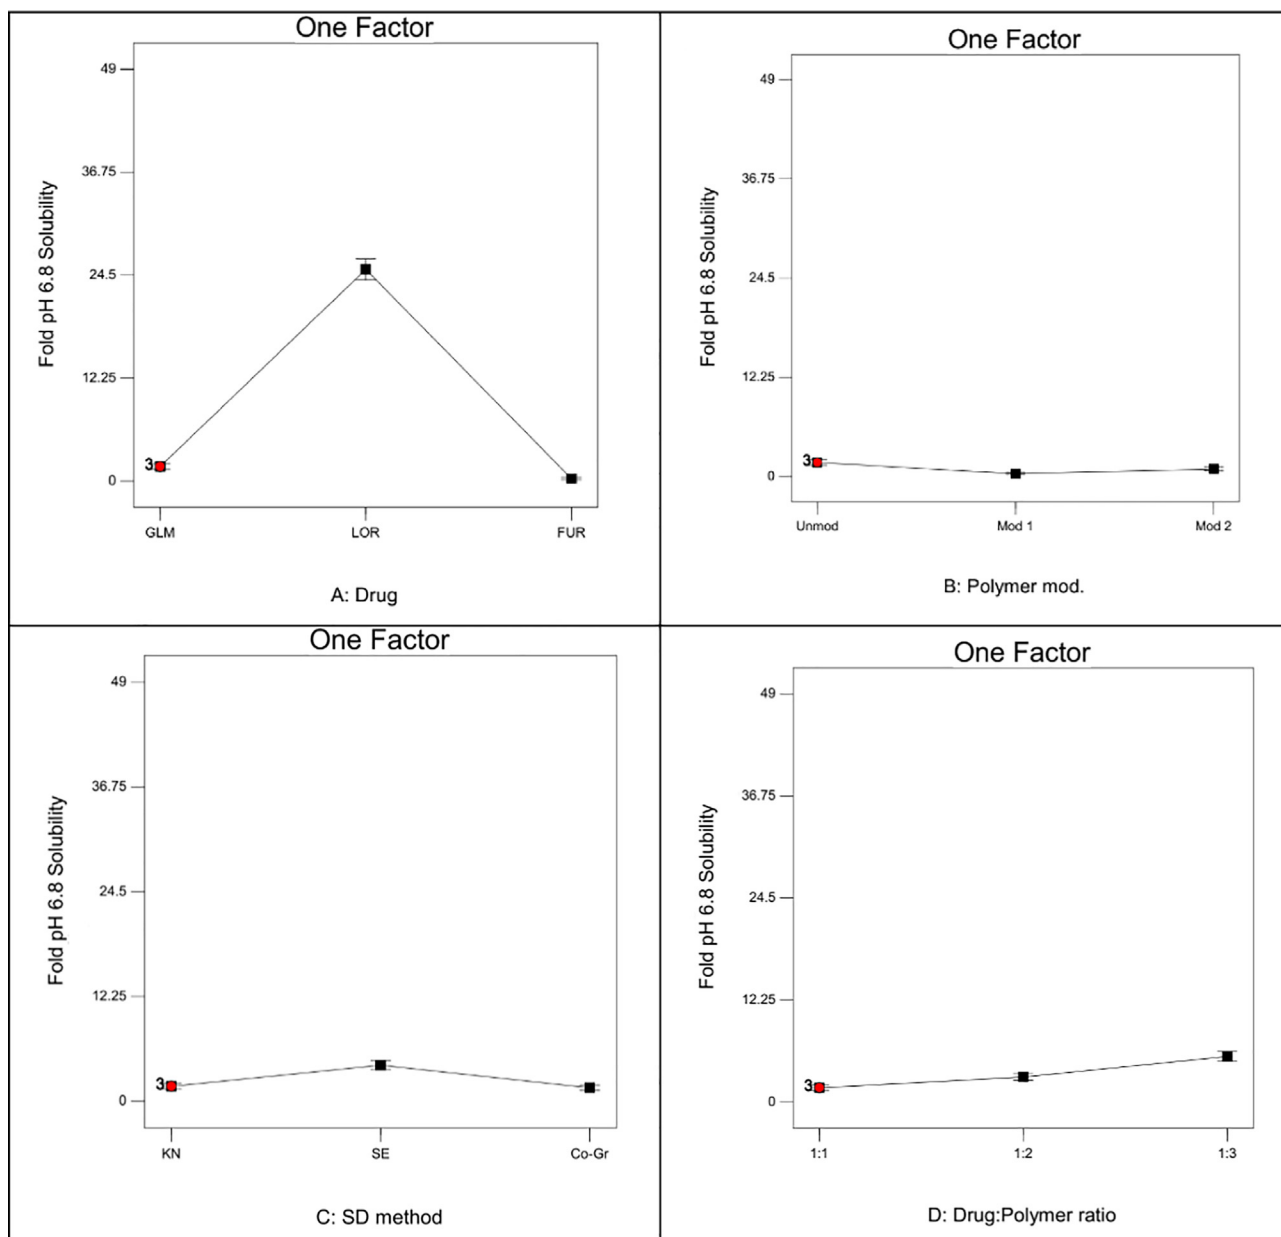 One Factor
49
36.75
24.5
12.25
0
Fold pH 6.8 Solubility
3
GLM LOR FUR
A: Drug
One Factor
49
36.75
24.5
12.25
0
Fold pH 6.8 Solubility
3
Unmod Mod 1 Mod 2
B: Polymer mod.
One Factor
49
36.75
24.5
12.25
0
Fold pH 6.8 Solubility
3
KN SE Co-Gr
C: SD method
One Factor
49
36.75
24.5
12.25
0
Fold pH 6.8 Solubility
3
1:1 1:2 1:3
D: Drug:Polymer ratio